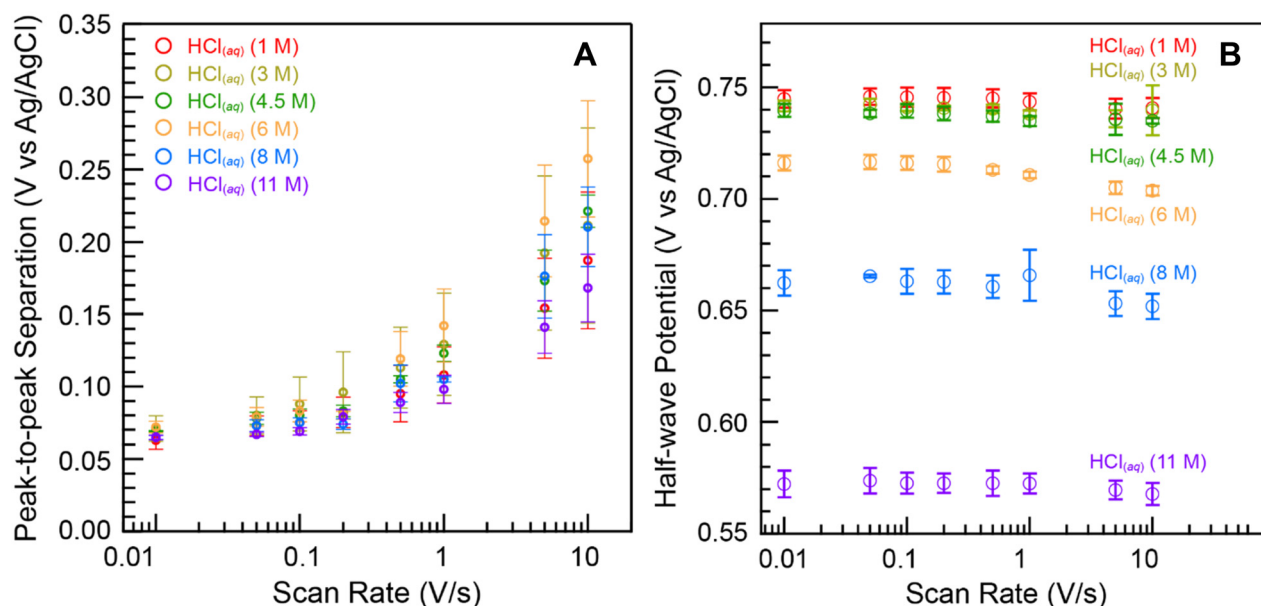 A
HCl(aq) (1 M)
HCl(aq) (3 M)
HCl(aq) (4.5 M)
HCl(aq) (6 M)
HCl(aq) (8 M)
HCl(aq) (11 M)
Peak-to-peak Separation (V vs Ag/AgCl)
0.35
0.30
0.25
0.20
0.15
0.10
0.05
0.00
0.01
0.1
1
10
Scan Rate (V/s)
B
HCl(aq) (1 M)
HCl(aq) (3 M)
HCl(aq) (4.5 M)
HCl(aq) (6 M)
HCl(aq) (8 M)
HCl(aq) (11 M)
Half-wave Potential (V vs Ag/AgCl)
0.75
0.70
0.65
0.60
0.55
0.01
0.1
1
10
Scan Rate (V/s)